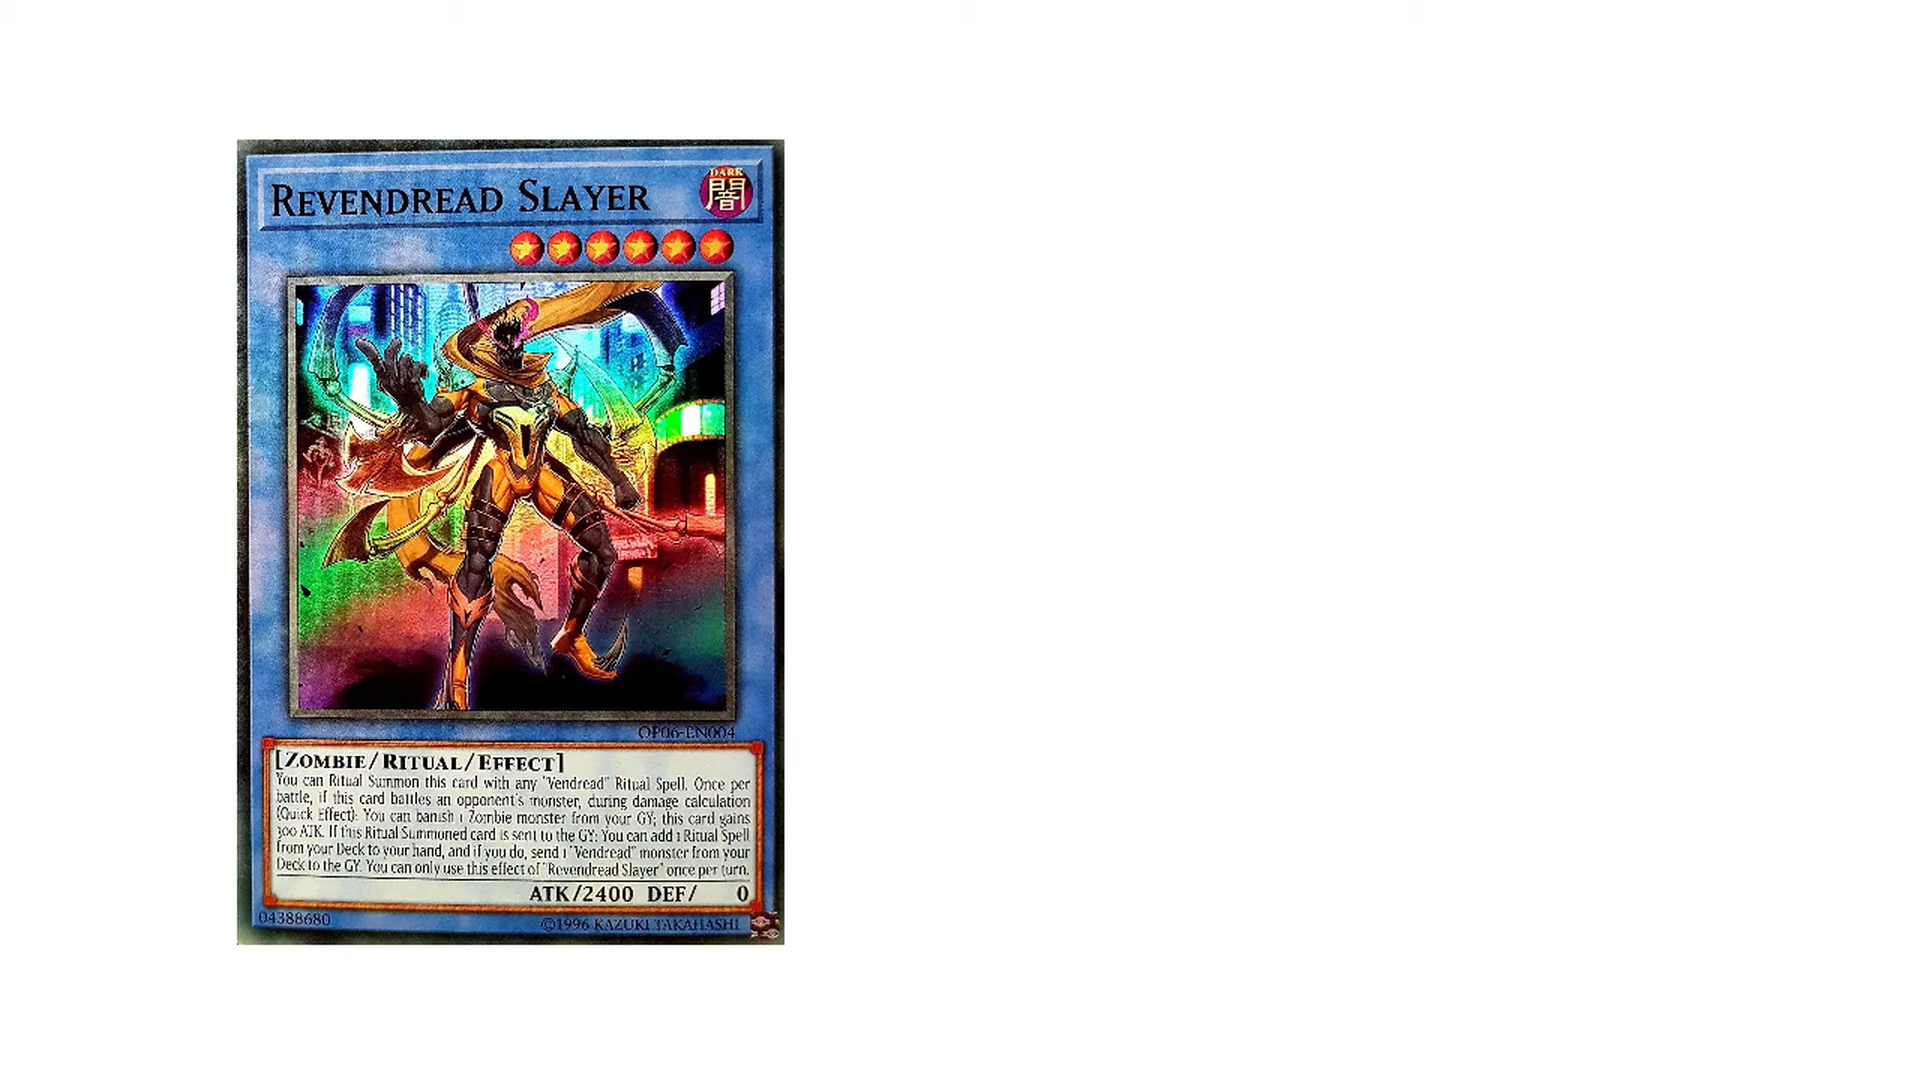 REVENDREAD SLAYER
DARK
闇
OP06-EN004
[ZOMBIE/RITUAL/EFFECT]
You can Ritual Summon this card with any "Vendread" Ritual Spell. Once per
battle, if this card battles an opponent's monster, during damage calculation
(Quick Effect): You can banish 1 Zombie monster from your GY; this card gains
300 ATK. If this Ritual Summoned card is sent to the GY: You can add 1 Ritual Spell
from your Deck to your hand, and if you do, send 1 "Vendread" monster from your
Deck to the GY. You can only use this effect of "Revendread Slayer" once per turn.
ATK/2400 DEF/ 0
04388680
©1996 KAZUKI TAKAHASHI